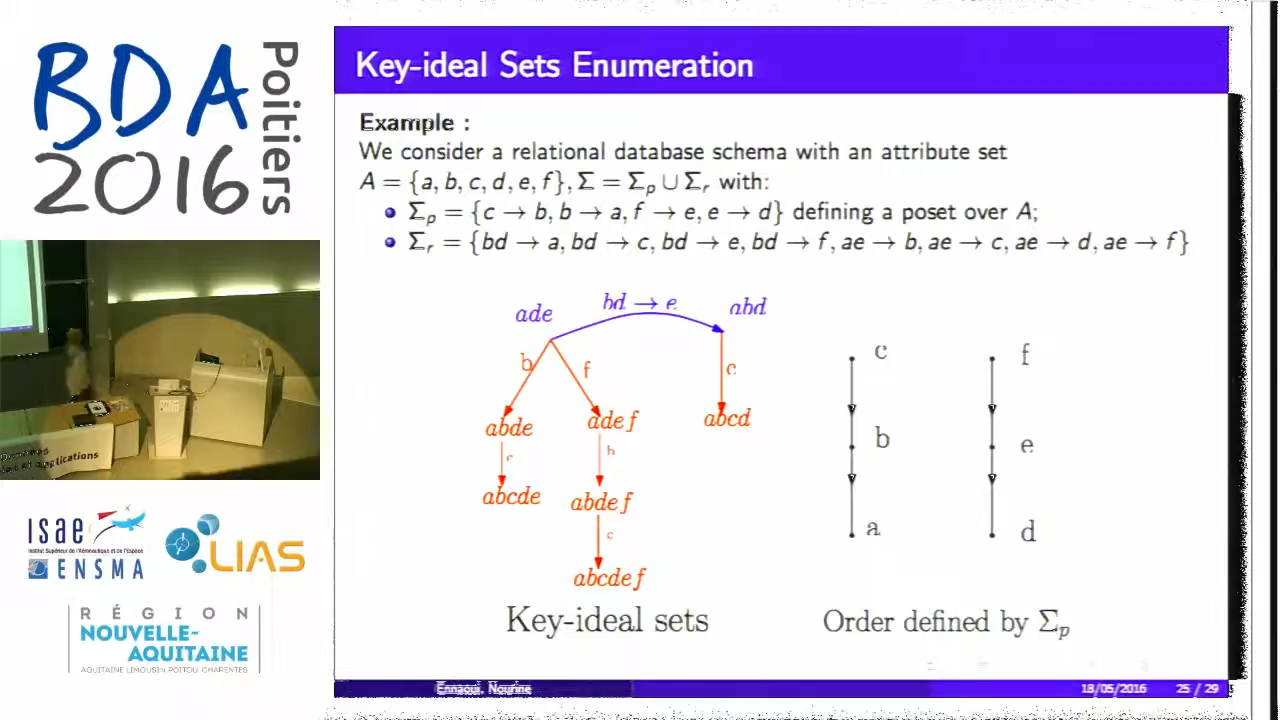 BDA
2016
Poitiers
et applications
ISAE
Institut Supérieur de l'Aéronautique et de l'Espace
ENSMA
LIAS
RÉGION
NOUVELLE-
AQUITAINE
AQUITAINE LIMOUSIN POITOU-CHARENTES
Key-ideal Sets Enumeration
Example :
We consider a relational database schema with an attribute set
A = {a, b, c, d, e, f}, Σ = Σp ∪ Σr with:
Σp = {c → b, b → a, f → e, e → d} defining a poset over A;
Σr = {bd → a, bd → c, bd → e, bd → f, ae → b, ae → c, ae → d, ae → f}
ade
bd → e
abd
b
f
c
abde
adef
abcd
c
b
abcde
abdef
c
abcdef
Key-ideal sets
c
f
b
e
a
d
Order defined by Σp
Ennaoui, Nourine
18/05/2016
25 / 29